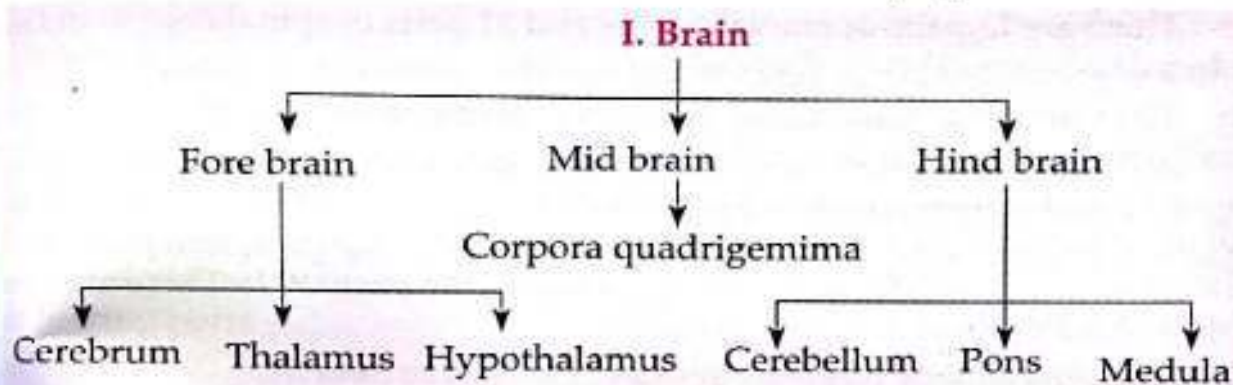 I. Brain
Fore brain Mid brain Hind brain
Corpora quadrigemima
Cerebrum Thalamus Hypothalamus Cerebellum Pons Medula